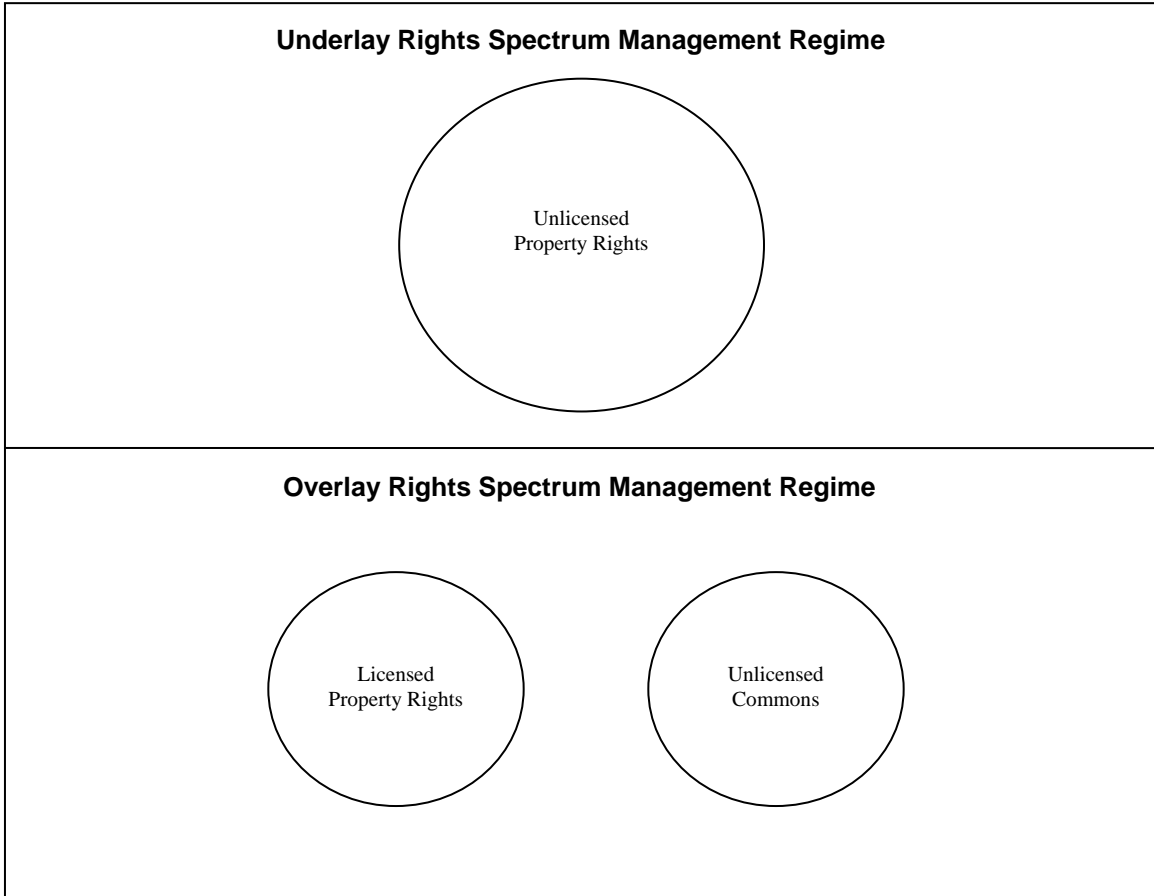 Underlay Rights Spectrum Management Regime
Unlicensed
Property Rights
Overlay Rights Spectrum Management Regime
Licensed
Property Rights
Unlicensed
Commons